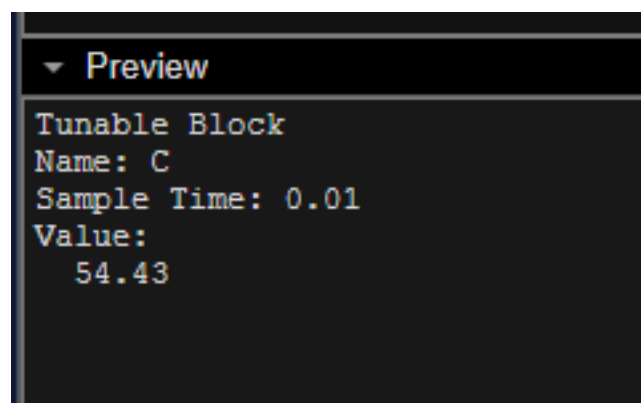 Preview
Tunable Block
Name: C
Sample Time: 0.01
Value:
54.43